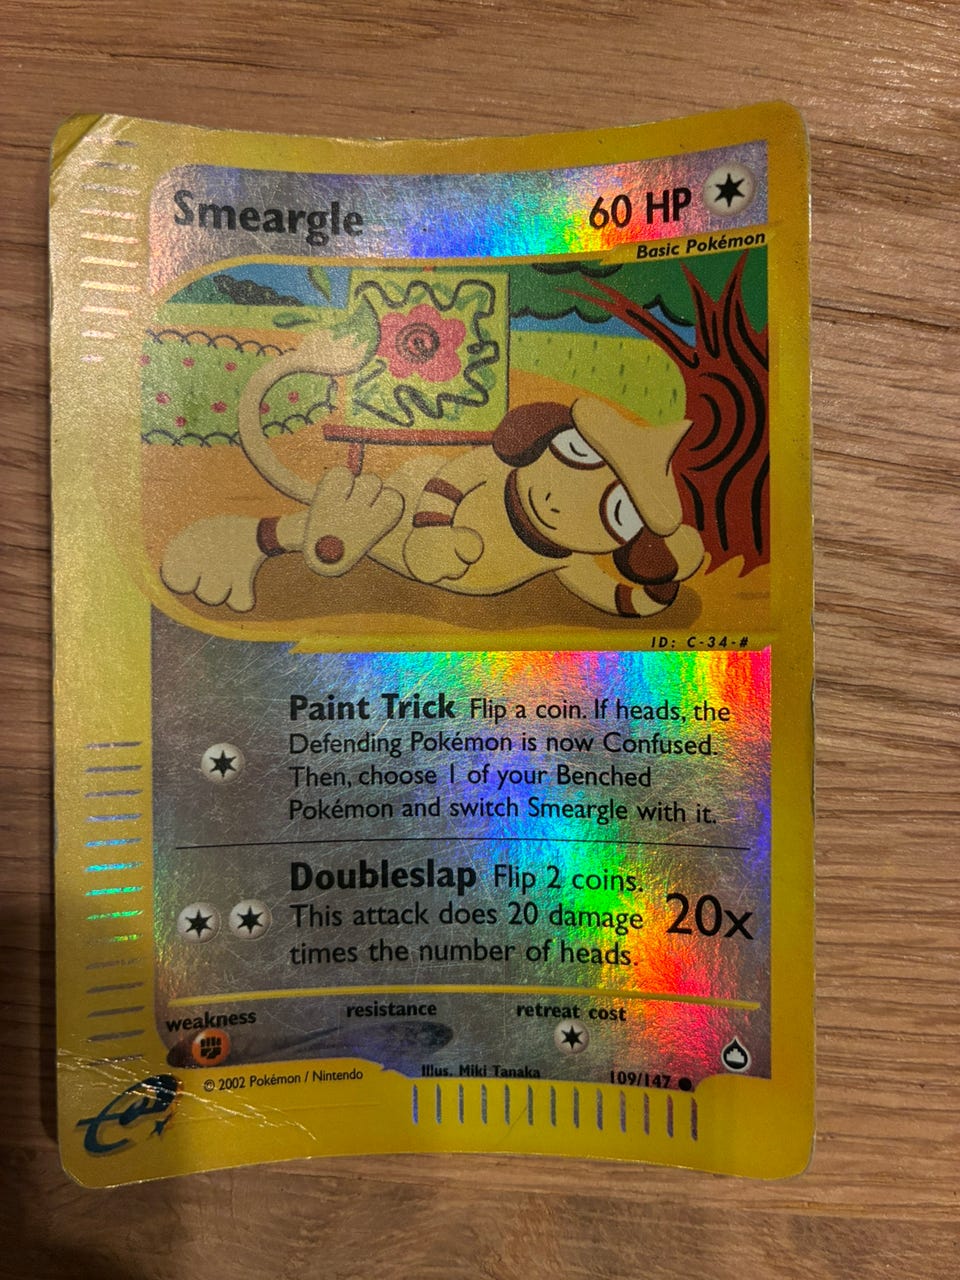 Smeargle 60 HP
Basic Pokémon
ID: C-34-#
Paint Trick Flip a coin. If heads, the
Defending Pokémon is now Confused.
Then, choose 1 of your Benched
Pokémon and switch Smeargle with it.
Doubleslap Flip 2 coins.
This attack does 20 damage
times the number of heads.
20x
weakness resistance retreat cost
© 2002 Pokémon / Nintendo
Illus. Miki Tanaka
109/147